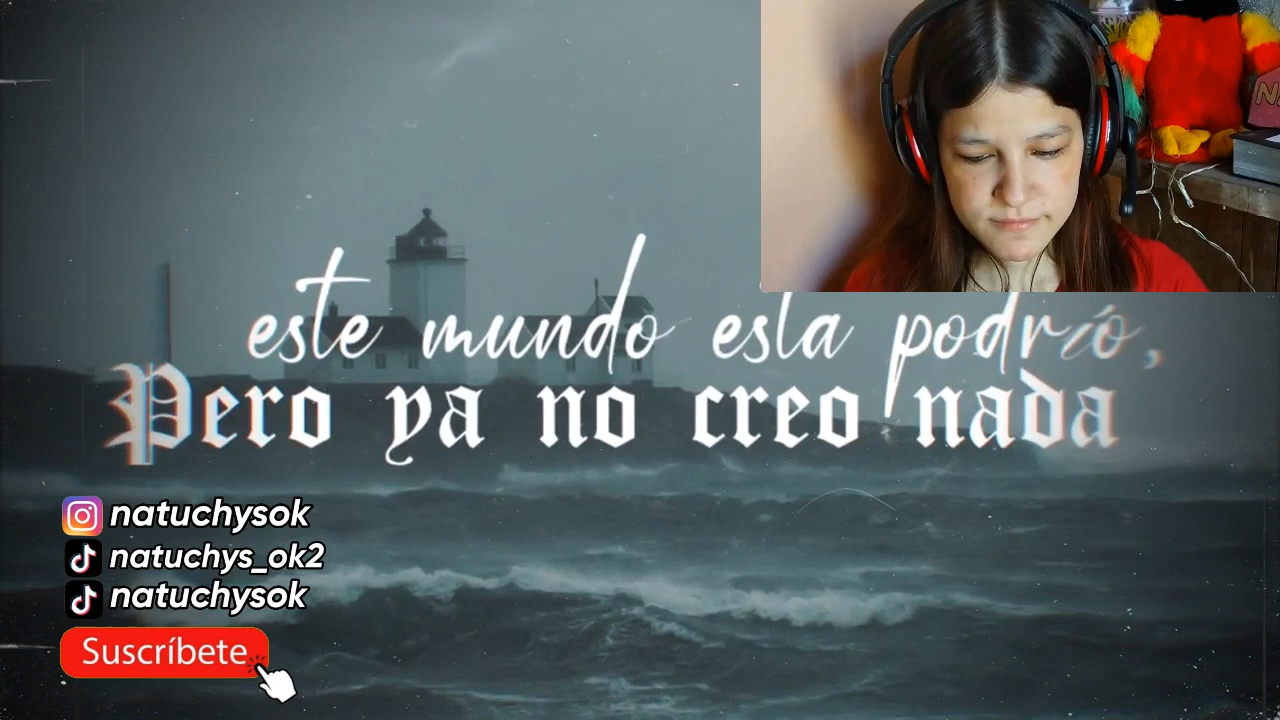 este mundo esta podrío,
Pero ya no creo nada
natuchysok
natuchys_ok2
natuchysok
Suscríbete